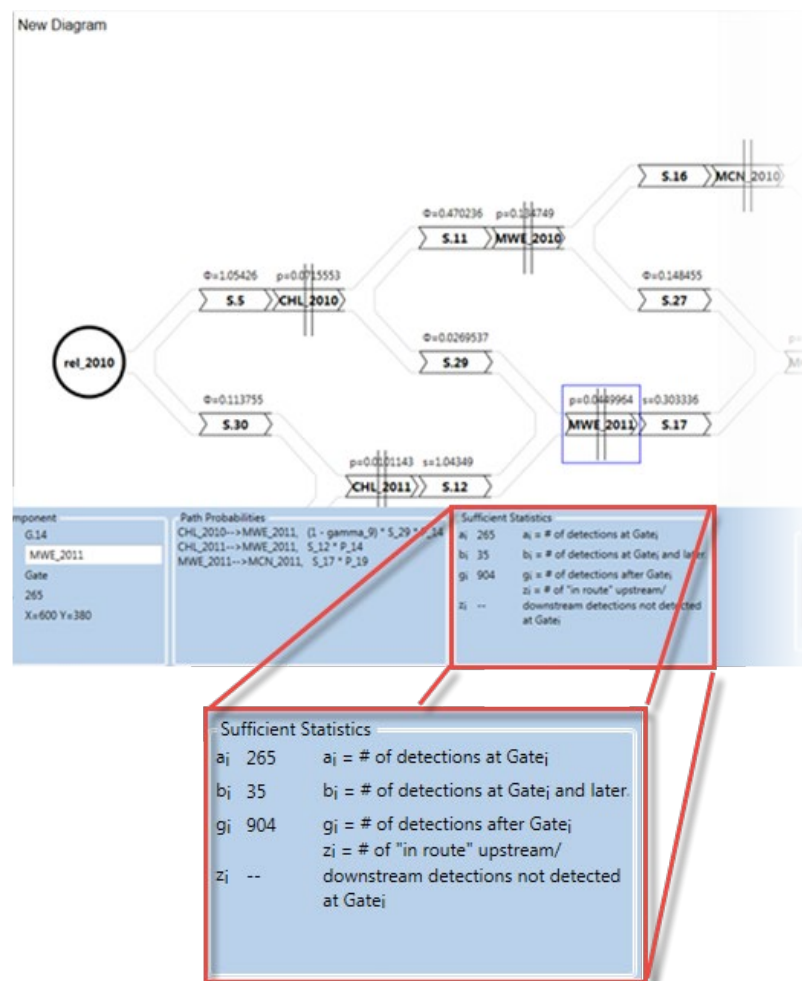 New Diagram
S.16
MCN_2010
Φ=0.470236 p=0.134749
S.11 MWE_2010
Φ=1.05426 p=0.0715553
S.5 CHL_2010
Φ=0.148455
S.27
Φ=0.0269537
S.29
rel_2010
Φ=0.113755
S.30
p=0.0449964 s=0.303336
MWE_2011 S.17
p=0.0101143 s=1.04349
CHL_2011 S.12
mponent
G.14
MWE_2011
Gate
265
X=600 Y=380
Path Probabilities
CHL_2010-->MWE_2011, (1 - gamma_9) * S_29 * P_14
CHL_2011-->MWE_2011, S_12 * P_14
MWE_2011-->MCN_2011, S_17 * P_19
Sufficient Statistics
ai 265 ai = # of detections at Gatei
bi 35 bi = # of detections at Gatei and later.
gi 904 gi = # of detections after Gatei
zi = # of "in route" upstream/
zi -- downstream detections not detected
at Gatei
Sufficient Statistics
ai 265 ai = # of detections at Gatei
bi 35 bi = # of detections at Gatei and later.
gi 904 gi = # of detections after Gatei
zi = # of "in route" upstream/
zi -- downstream detections not detected
at Gatei